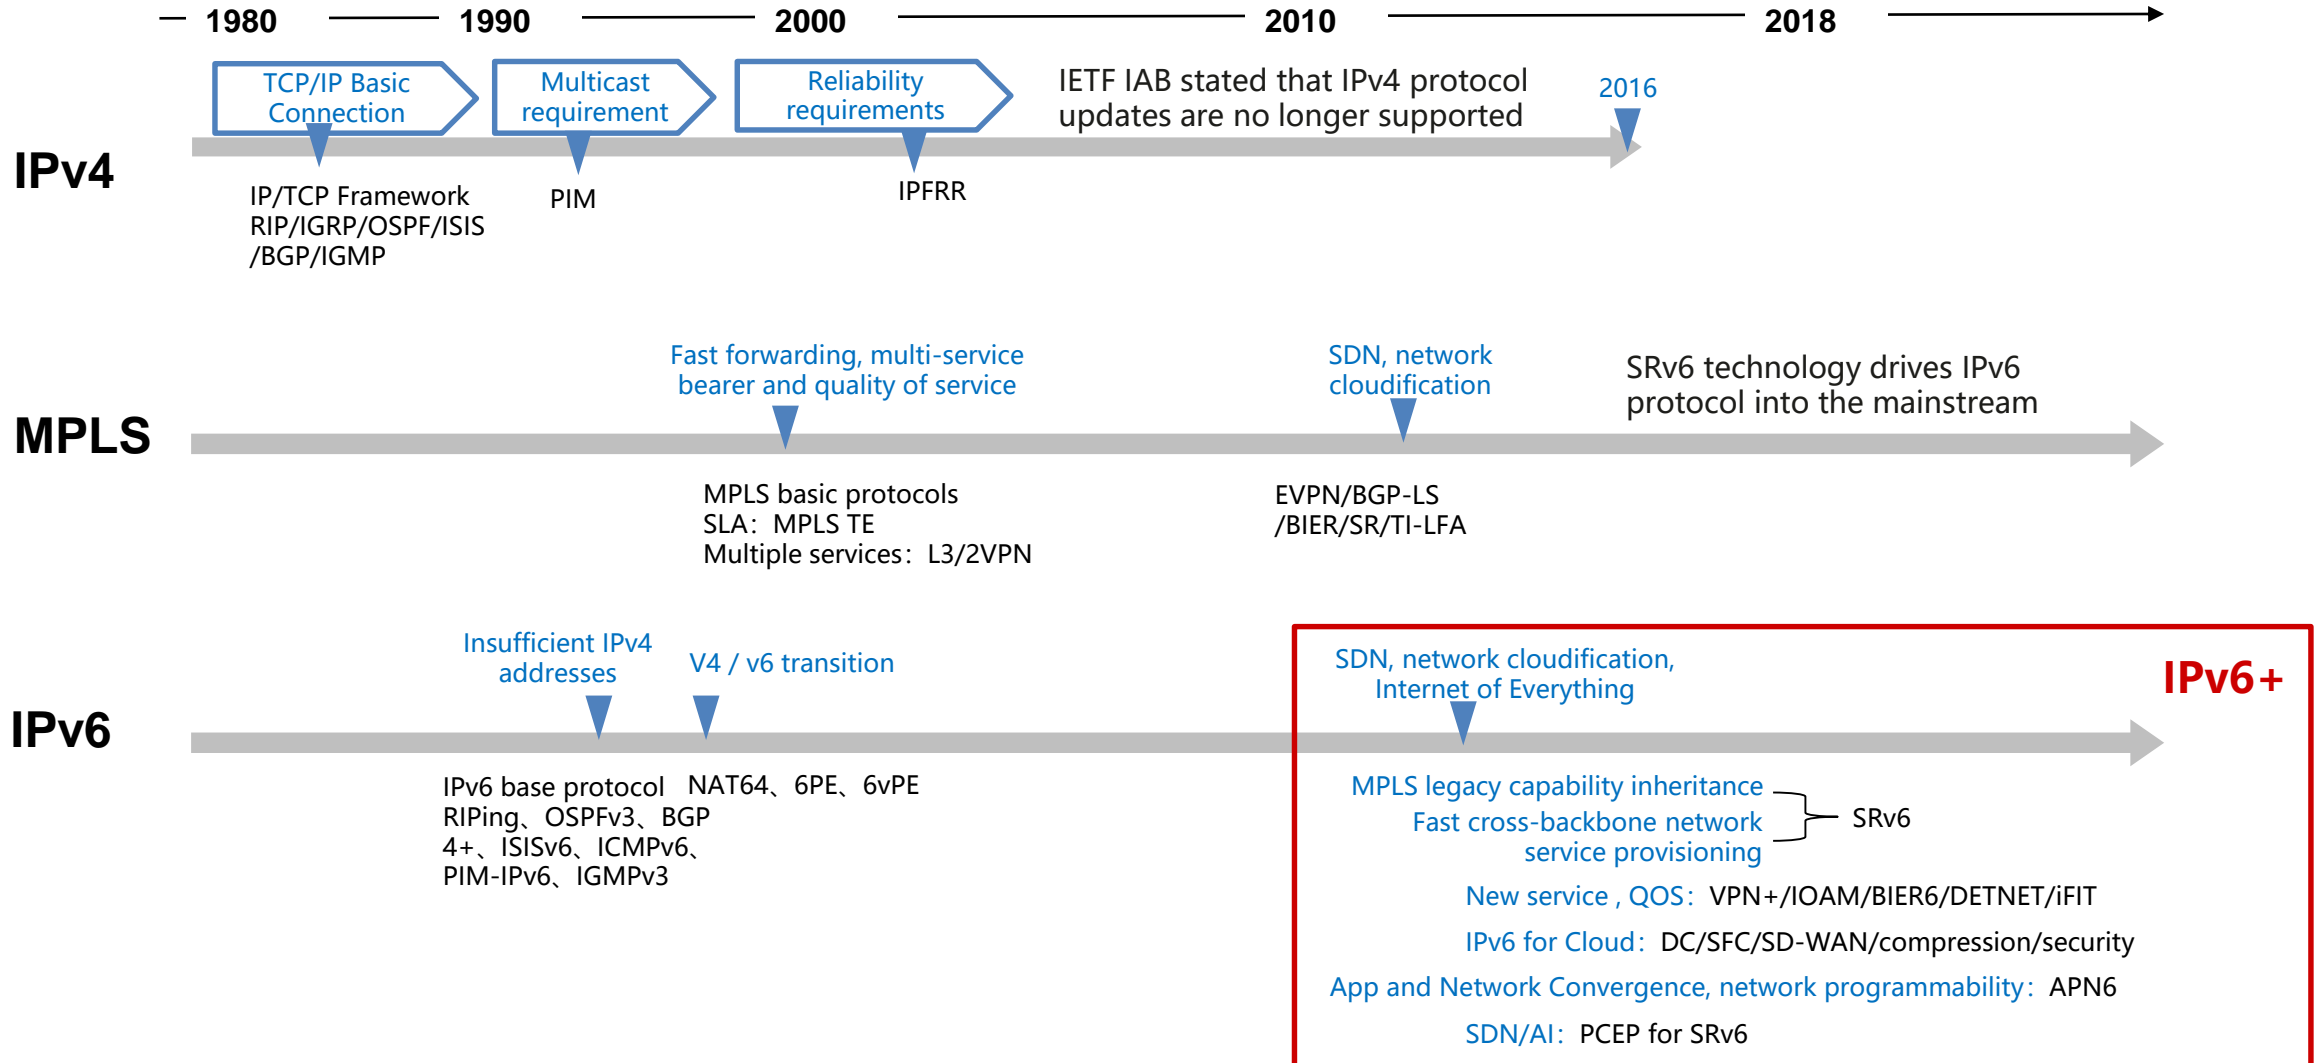 1980 1990 2000 2010 2018
TCP/IP Basic
Connection
Multicast
requirement
Reliability
requirements
IETF IAB stated that IPv4 protocol
updates are no longer supported
2016
IPv4
IP/TCP Framework
RIP/IGRP/OSPF/ISIS
/BGP/IGMP
PIM
IPFRR
Fast forwarding, multi-service
bearer and quality of service
SDN, network
cloudification
SRv6 technology drives IPv6
protocol into the mainstream
MPLS
MPLS basic protocols
SLA：MPLS TE
Multiple services：L3/2VPN
EVPN/BGP-LS
/BIER/SR/TI-LFA
Insufficient IPv4
addresses
V4 / v6 transition
SDN, network cloudification,
Internet of Everything
IPv6+
IPv6
IPv6 base protocol
RIPing、OSPFv3、BGP
4+、ISISv6、ICMPv6、
PIM-IPv6、IGMPv3
NAT64、6PE、6vPE
MPLS legacy capability inheritance
Fast cross-backbone network
service provisioning
SRv6
New service , QOS：VPN+/IOAM/BIER6/DETNET/iFIT
IPv6 for Cloud：DC/SFC/SD-WAN/compression/security
App and Network Convergence, network programmability：APN6
SDN/AI：PCEP for SRv6